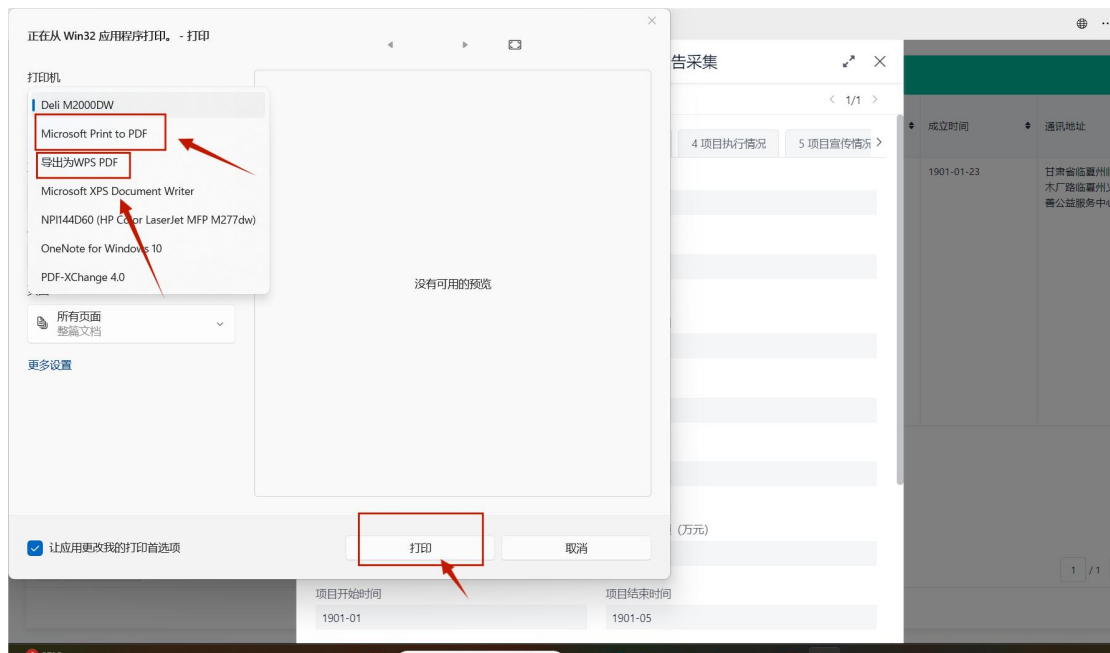 正在从 Win32 应用程序打印。 - 打印
打印机
Deli M2000DW
Microsoft Print to PDF
导出为WPS PDF
Microsoft XPS Document Writer
NPI144D60 (HP Color LaserJet MFP M277dw)
OneNote for Windows 10
PDF-XChange 4.0
所有页面
整篇文档
更多设置
没有可用的预览
让应用更改我的打印首选项
打印
取消
告采集
1/1
4 项目执行情况
5 项目宣传情况
(万元)
项目开始时间
项目结束时间
1901-01
1901-05
成立时间
通讯地址
1901-01-23
甘肃省临夏州临
木厂路临夏州义
善公益服务中心
1 / 1